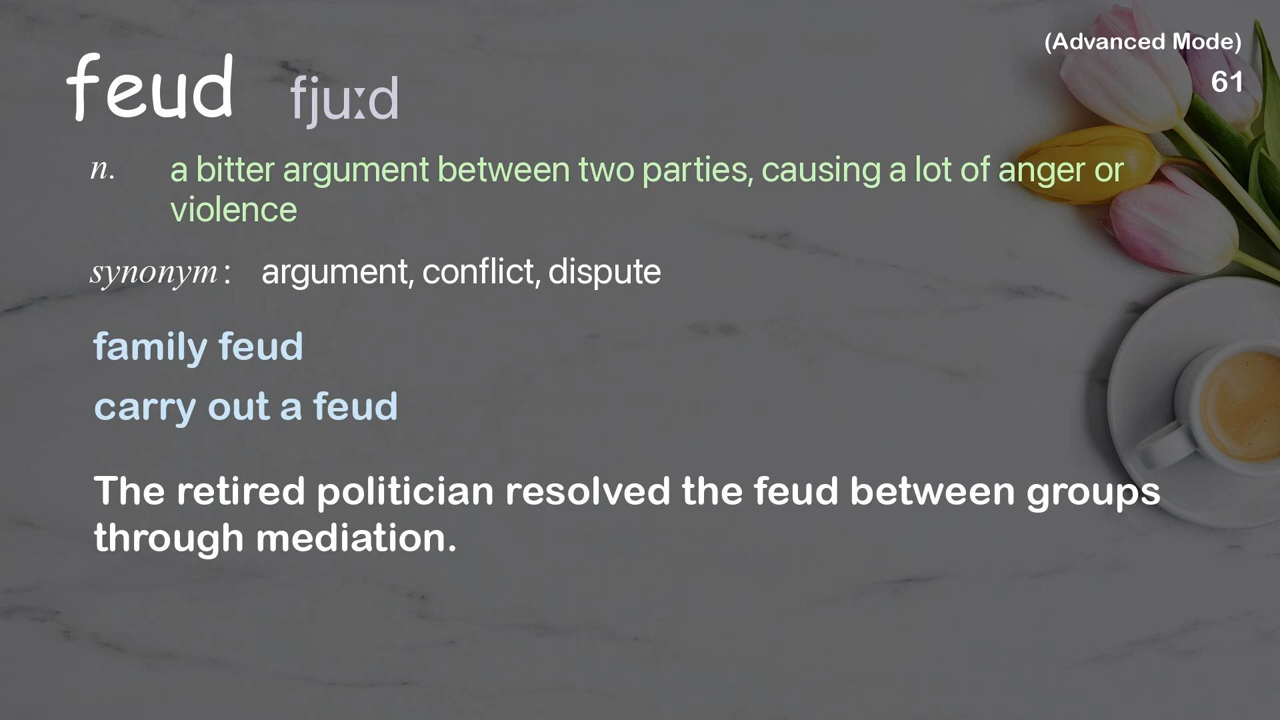 (Advanced Mode)
61
feud fjuːd
n. a bitter argument between two parties, causing a lot of anger or
violence
synonym: argument, conflict, dispute
family feud
carry out a feud
The retired politician resolved the feud between groups
through mediation.